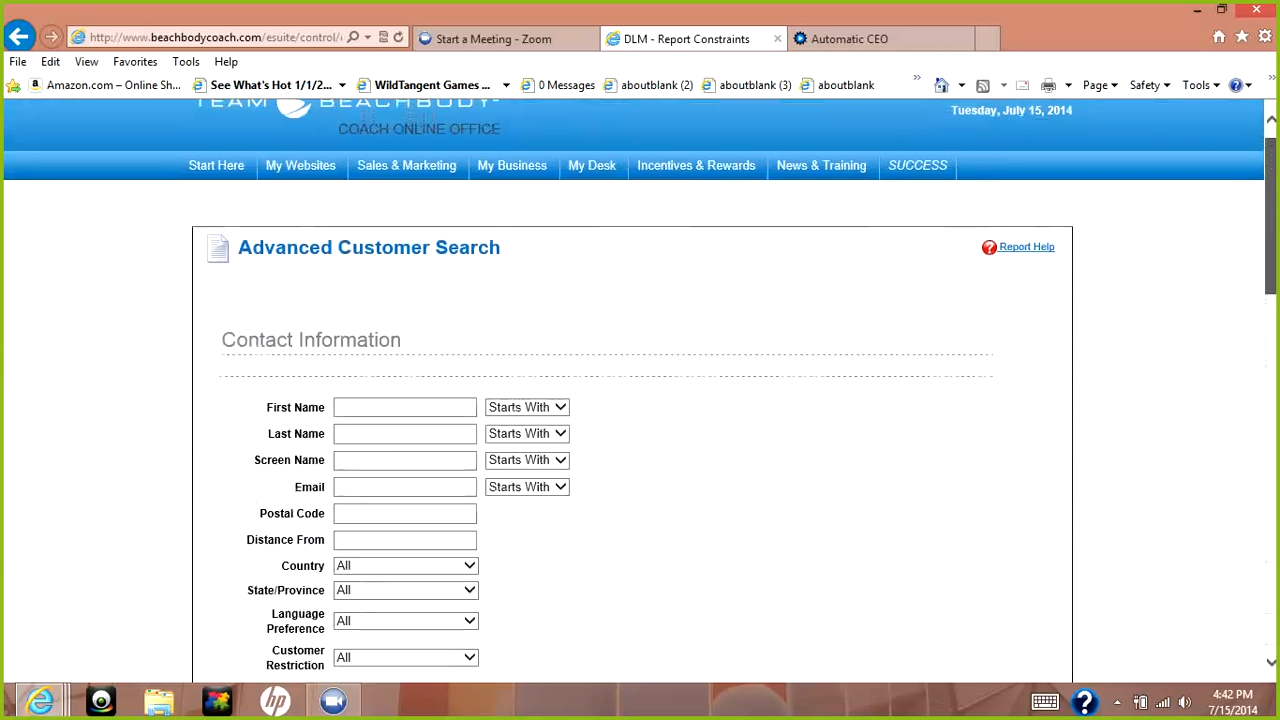 http://www.beachbodycoach.com/esuite/control/
Start a Meeting - Zoom
DLM - Report Constraints
Automatic CEO
File Edit View Favorites Tools Help
Amazon.com – Online Sh...
See What's Hot 1/1/2...
WildTangent Games ...
0 Messages
aboutblank (2)
aboutblank (3)
aboutblank
Page
Safety
Tools
TEAM BEACHBODY
COACH ONLINE OFFICE
Tuesday, July 15, 2014
Start Here
My Websites
Sales & Marketing
My Business
My Desk
Incentives & Rewards
News & Training
SUCCESS
Advanced Customer Search
Report Help
Contact Information
First Name Starts With
Last Name Starts With
Screen Name Starts With
Email Starts With
Postal Code
Distance From
Country All
State/Province All
Language
Preference All
Customer
Restriction All
hp
4:42 PM
7/15/2014